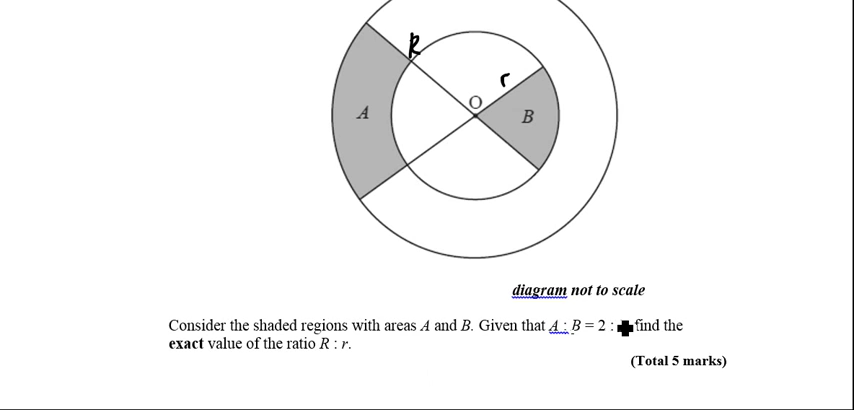 R
r
O
A
B
diagram not to scale
Consider the shaded regions with areas A and B. Given that A : B = 2 : find the
exact value of the ratio R : r.
(Total 5 marks)